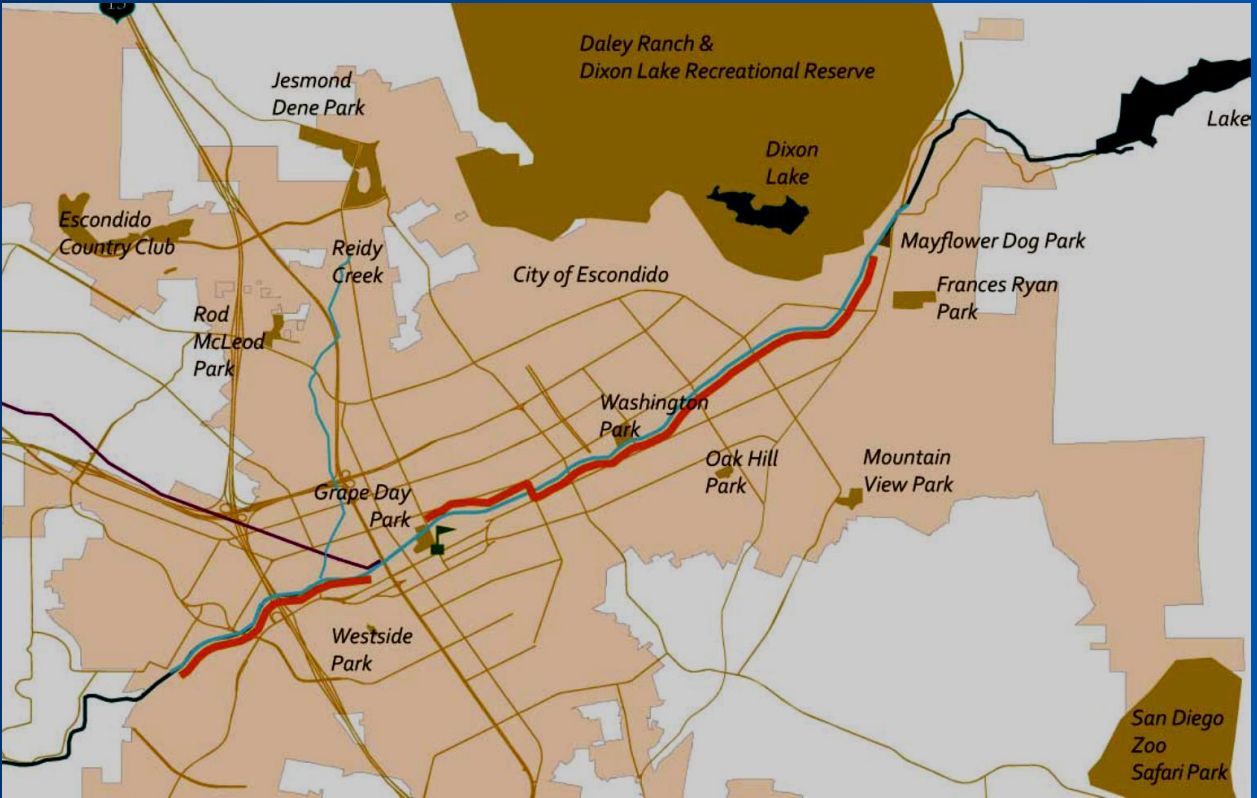 15
Daley Ranch &
Dixon Lake Recreational Reserve
Jesmond
Dene Park
Lake
Dixon
Lake
Escondido
Country Club
Reidy
Creek
Mayflower Dog Park
City of Escondido
Frances Ryan
Park
Rod
McLeod
Park
Washington
Park
Oak Hill
Park
Mountain
View Park
Grape Day
Park
Westside
Park
San Diego
Zoo
Safari Park